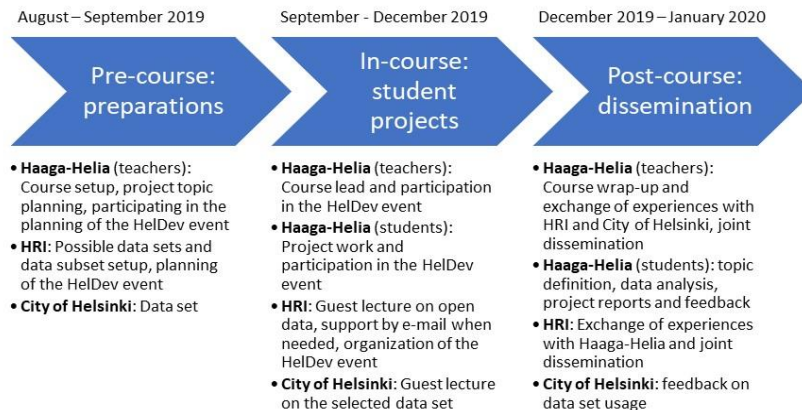 August – September 2019
Pre-course:
preparations
• Haaga-Helia (teachers):
Course setup, project topic
planning, participating in the
planning of the HelDev event
• HRI: Possible data sets and
data subset setup, planning
of the HelDev event
• City of Helsinki: Data set
September - December 2019
In-course:
student
projects
• Haaga-Helia (teachers):
Course lead and participation
in the HelDev event
• Haaga-Helia (students):
Project work and
participation in the HelDev
event
• HRI: Guest lecture on open
data, support by e-mail when
needed, organization of the
HelDev event
• City of Helsinki: Guest lecture
on the selected data set
December 2019 – January 2020
Post-course:
dissemination
• Haaga-Helia (teachers):
Course wrap-up and
exchange of experiences with
HRI and City of Helsinki, joint
dissemination
• Haaga-Helia (students): topic
definition, data analysis,
project reports and feedback
• HRI: Exchange of experiences
with Haaga-Helia and joint
dissemination
• City of Helsinki: feedback on
data set usage